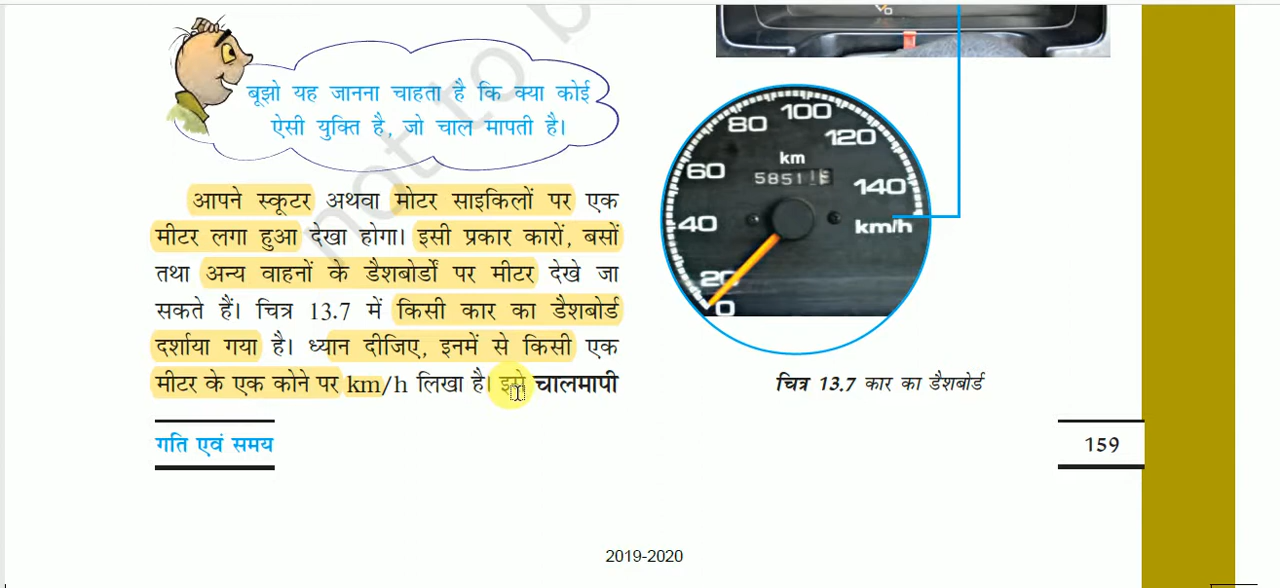 बूझो यह जानना चाहता है कि क्या कोई
ऐसी युक्ति है, जो चाल मापती है।
आपने स्कूटर अथवा मोटर साइकिलों पर एक
मीटर लगा हुआ देखा होगा। इसी प्रकार कारों, बसों
तथा अन्य वाहनों के डैशबोर्डों पर मीटर देखे जा
सकते हैं। चित्र 13.7 में किसी कार का डैशबोर्ड
दर्शाया गया है। ध्यान दीजिए, इनमें से किसी एक
मीटर के एक कोने पर km/h लिखा है। इसे चालमापी
not to b
0
20
40
60
80
100
120
140
km
km/h
चित्र 13.7 कार का डैशबोर्ड
गति एवं समय
159
2019-2020